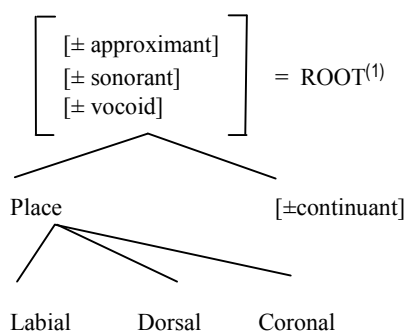 [± approximant]
[± sonorant] = ROOT(1)
[± vocoid]
Place [±continuant]
Labial Dorsal Coronal